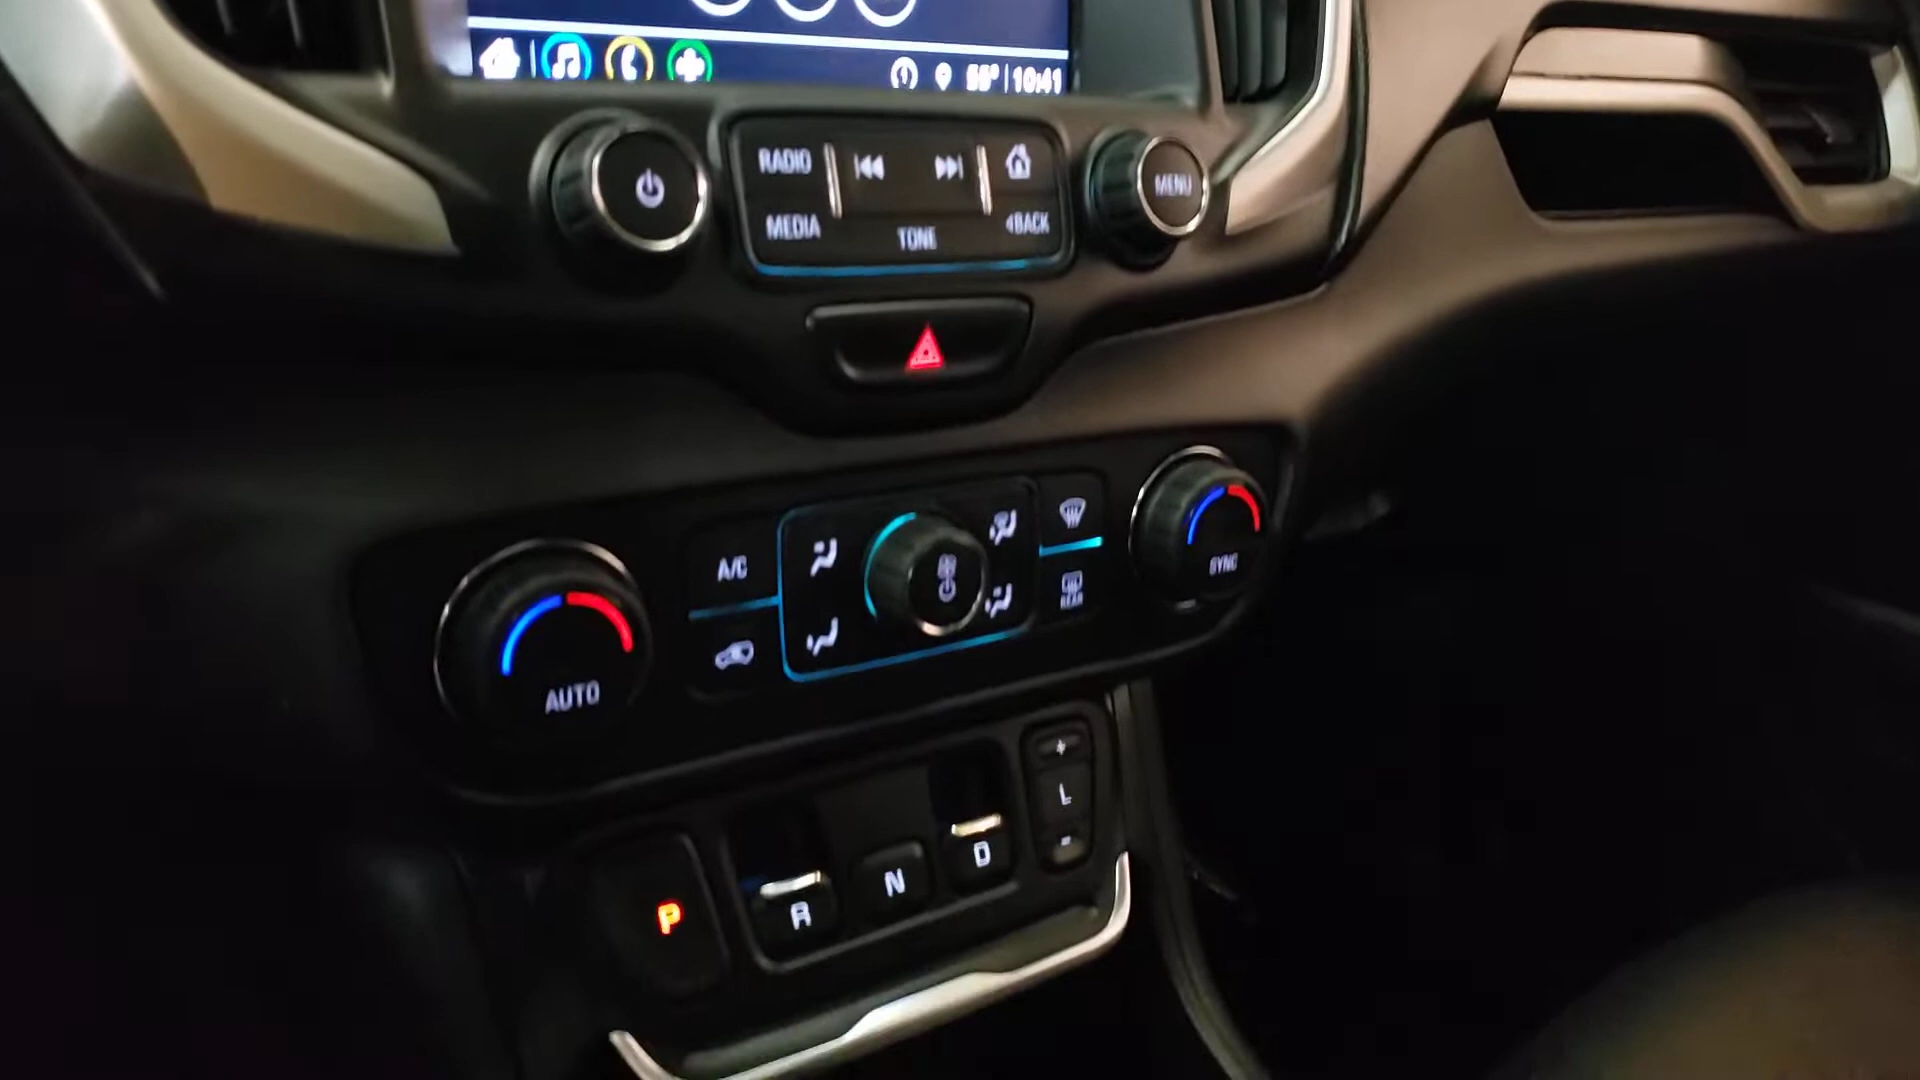 55° 10:41
RADIO
MENU
MEDIA TONE BACK
A/C
SYNC
REAR
AUTO
+
L
-
D
N
R
P